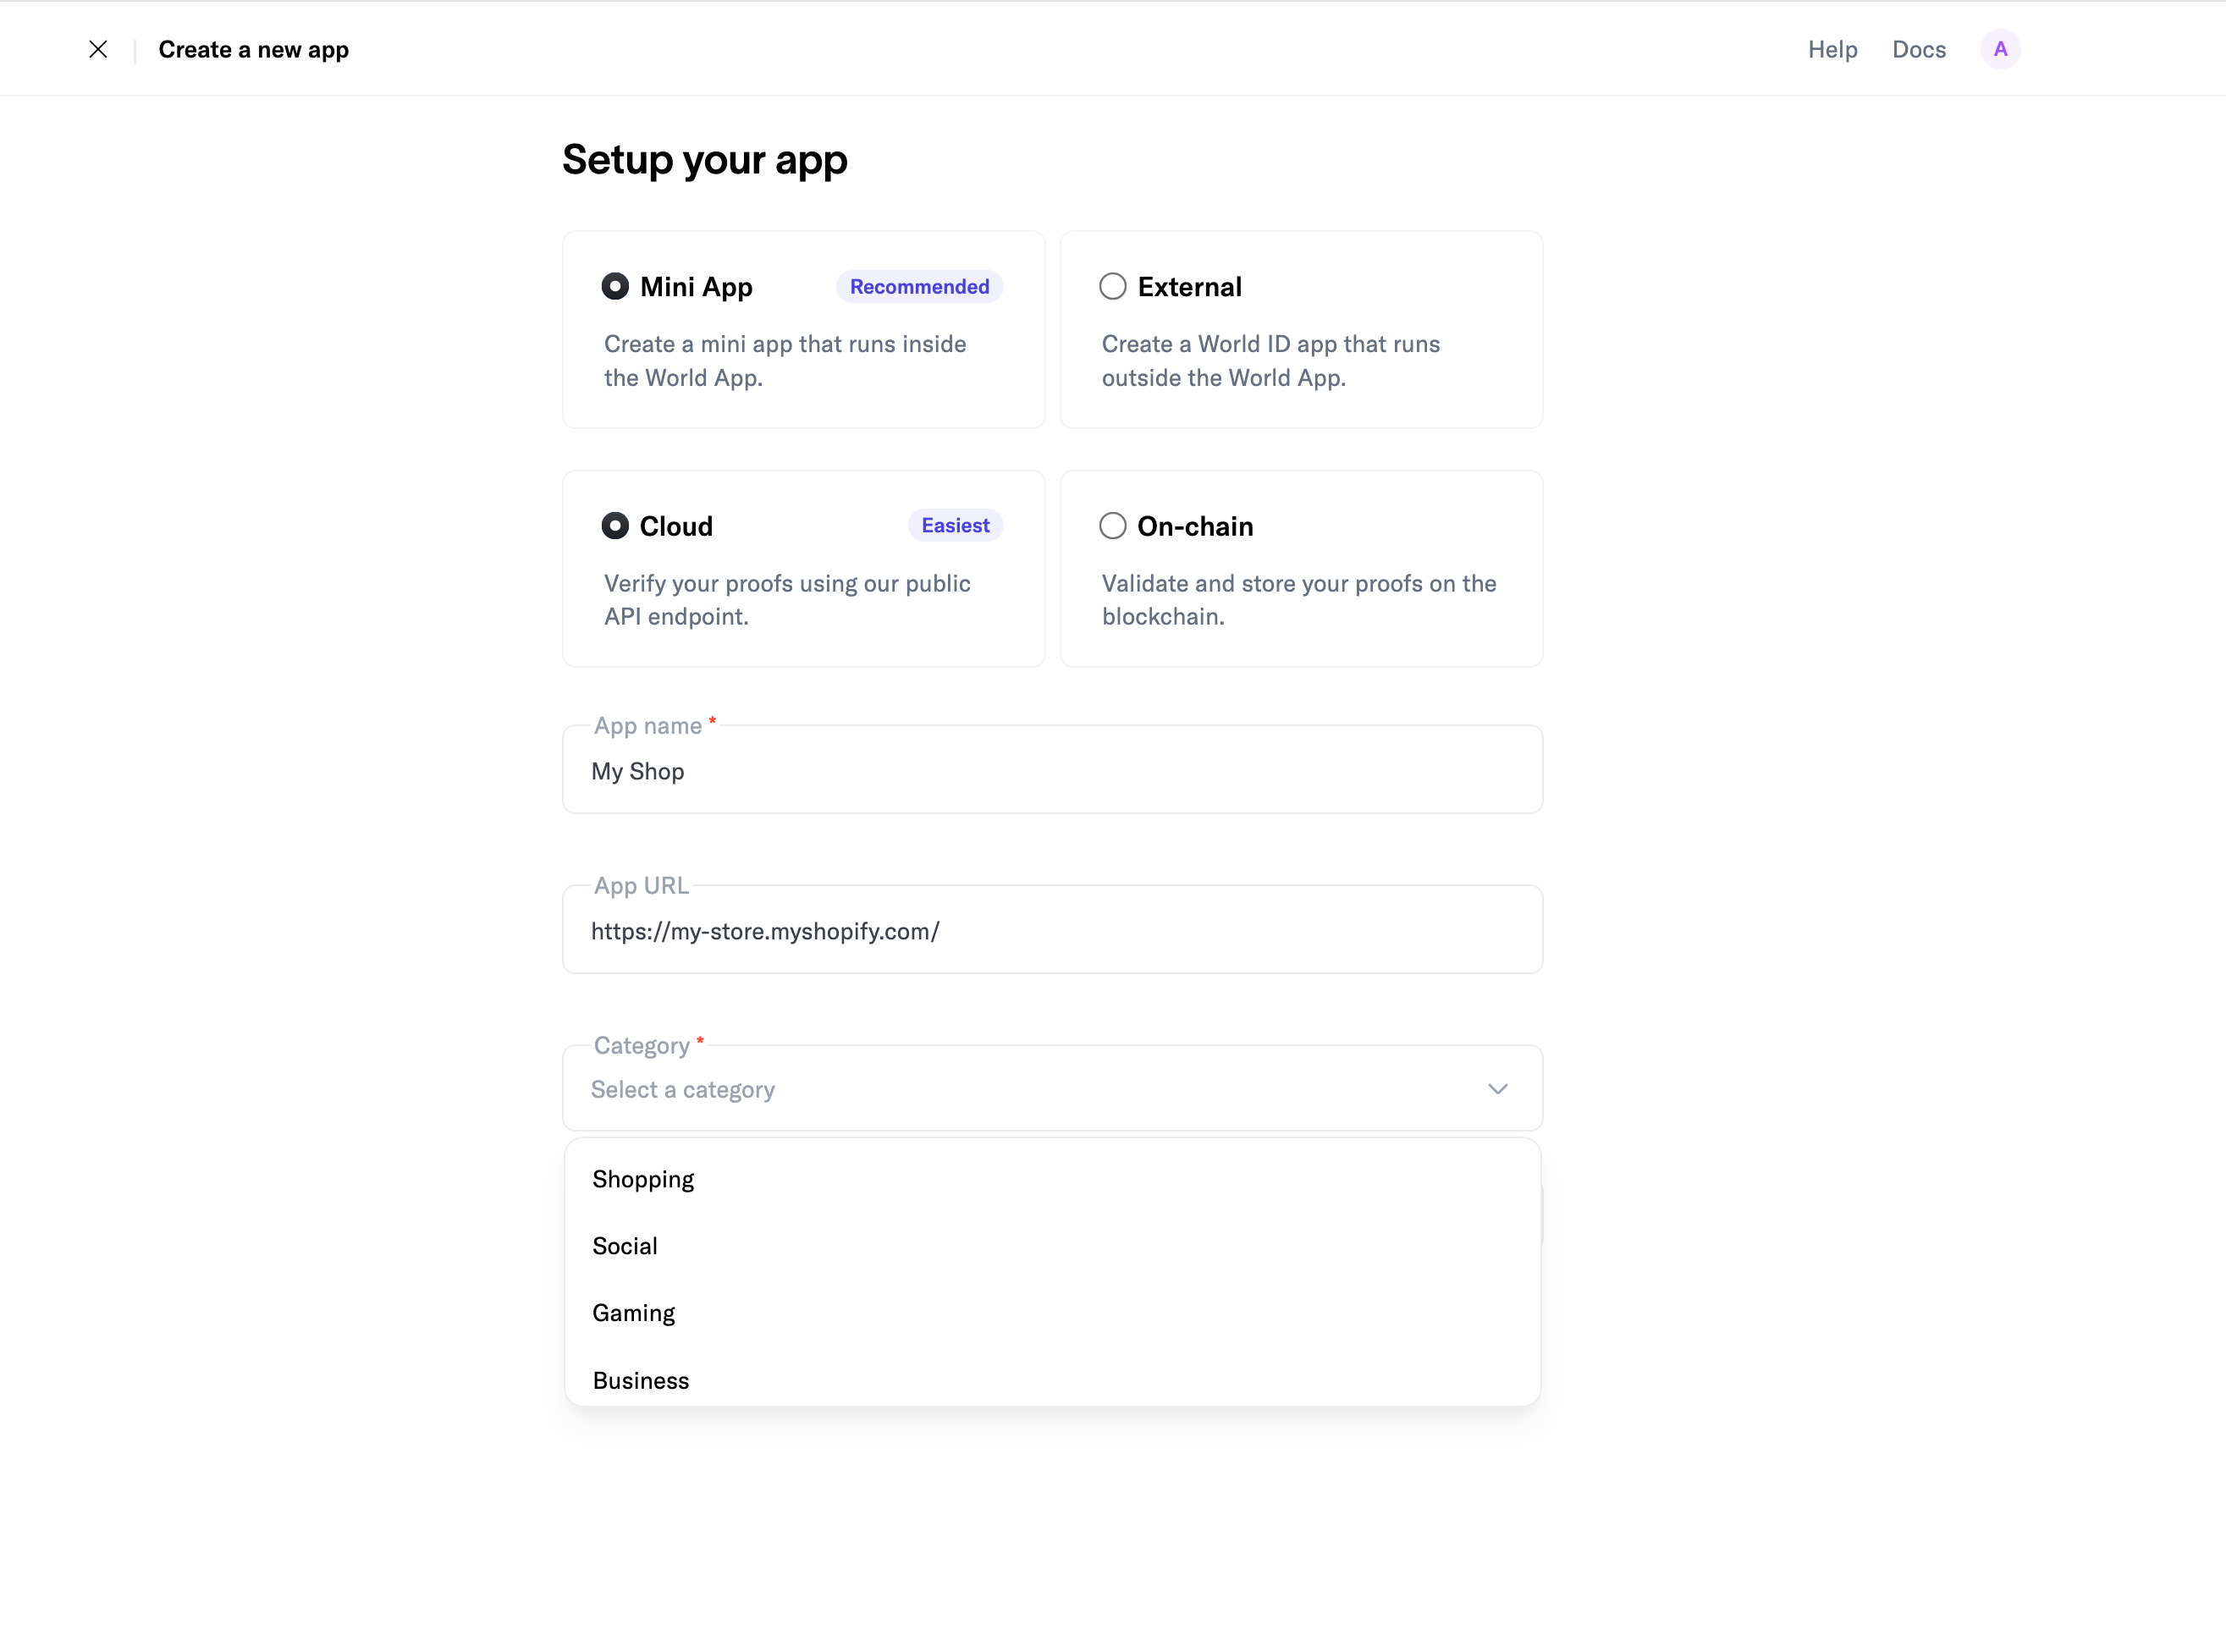 Create a new app
Help
Docs
A
Setup your app
Mini App
Recommended
Create a mini app that runs inside
the World App.
External
Create a World ID app that runs
outside the World App.
Cloud
Easiest
Verify your proofs using our public
API endpoint.
On-chain
Validate and store your proofs on the
blockchain.
App name *
My Shop
App URL
https://my-store.myshopify.com/
Category *
Select a category
Shopping
Social
Gaming
Business